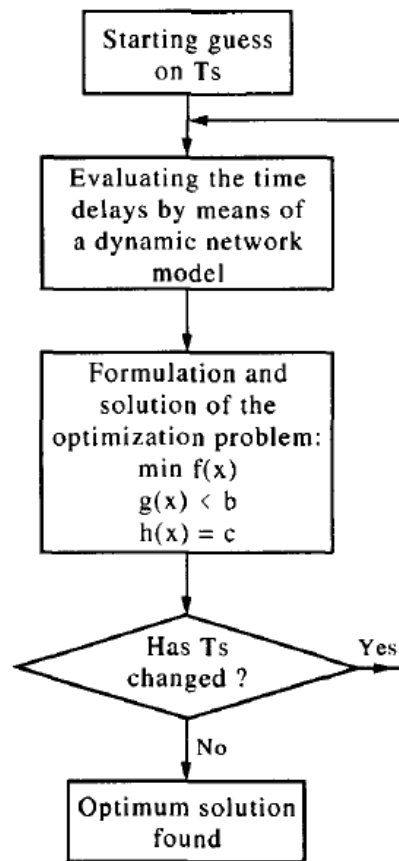 Starting guess
on Ts
Evaluating the time
delays by means of
a dynamic network
model
Formulation and
solution of the
optimization problem:
min f(x)
g(x) < b
h(x) = c
Has Ts
changed ?
Yes
No
Optimum solution
found